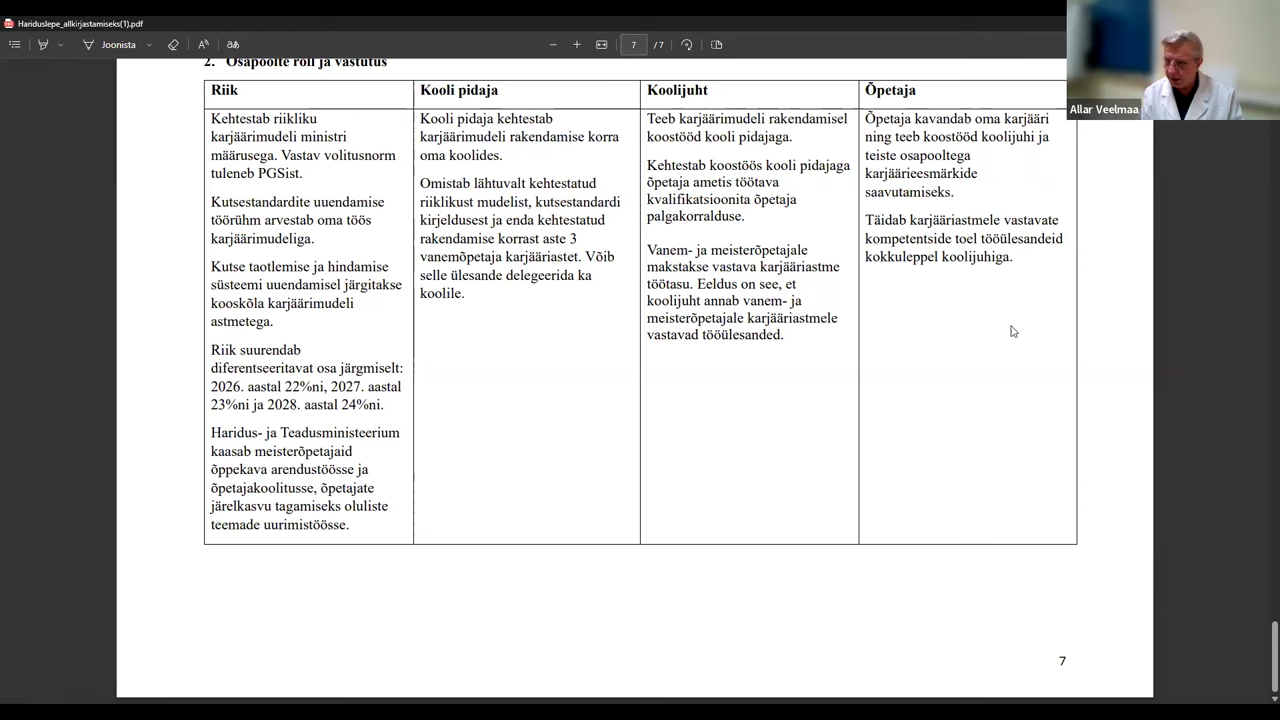 Hariduslepe_allkirjastamiseks(1).pdf
Joonista
7
/ 7
Allar Veelmaa
2. Osapoolte roll ja vastutus
Riik
Kehtestab riikliku
karjäärimudeli ministri
määrusega. Vastav volitusnorm
tuleneb PGSist.
Kutsestandardite uuendamise
töörühm arvestab oma töös
karjäärimudeliga.
Kutse taotlemise ja hindamise
süsteemi uuendamisel järgitakse
kooskõla karjäärimudeli
astmetega.
Riik suurendab
diferentseeritavat osa järgmiselt:
2026. aastal 22%ni, 2027. aastal
23%ni ja 2028. aastal 24%ni.
Haridus- ja Teadusministeerium
kaasab meisterõpetajaid
õppekava arendustöösse ja
õpetajakoolitusse, õpetajate
järelkasvu tagamiseks oluliste
teemade uurimistöösse.
Kooli pidaja
Kooli pidaja kehtestab
karjäärimudeli rakendamise korra
oma koolides.
Omistab lähtuvalt kehtestatud
riiklikust mudelist, kutsestandardi
kirjeldusest ja enda kehtestatud
rakendamise korrast aste 3
vanemõpetaja karjääriastet. Võib
selle ülesande delegeerida ka
koolile.
Koolijuht
Teeb karjäärimudeli rakendamisel
koostööd kooli pidajaga.
Kehtestab koostöös kooli pidajaga
õpetaja ametis töötava
kvalifikatsioonita õpetaja
palgakorralduse.
Vanem- ja meisterõpetajale
makstakse vastava karjääriastme
töötasu. Eeldus on see, et
koolijuht annab vanem- ja
meisterõpetajale karjääriastmele
vastavad tööülesanded.
Õpetaja
Õpetaja kavandab oma karjääri
ning teeb koostööd koolijuhi ja
teiste osapooltega
karjäärieesmärkide
saavutamiseks.
Täidab karjääriastmele vastavate
kompetentside toel tööülesandeid
kokkuleppel koolijuhiga.
7